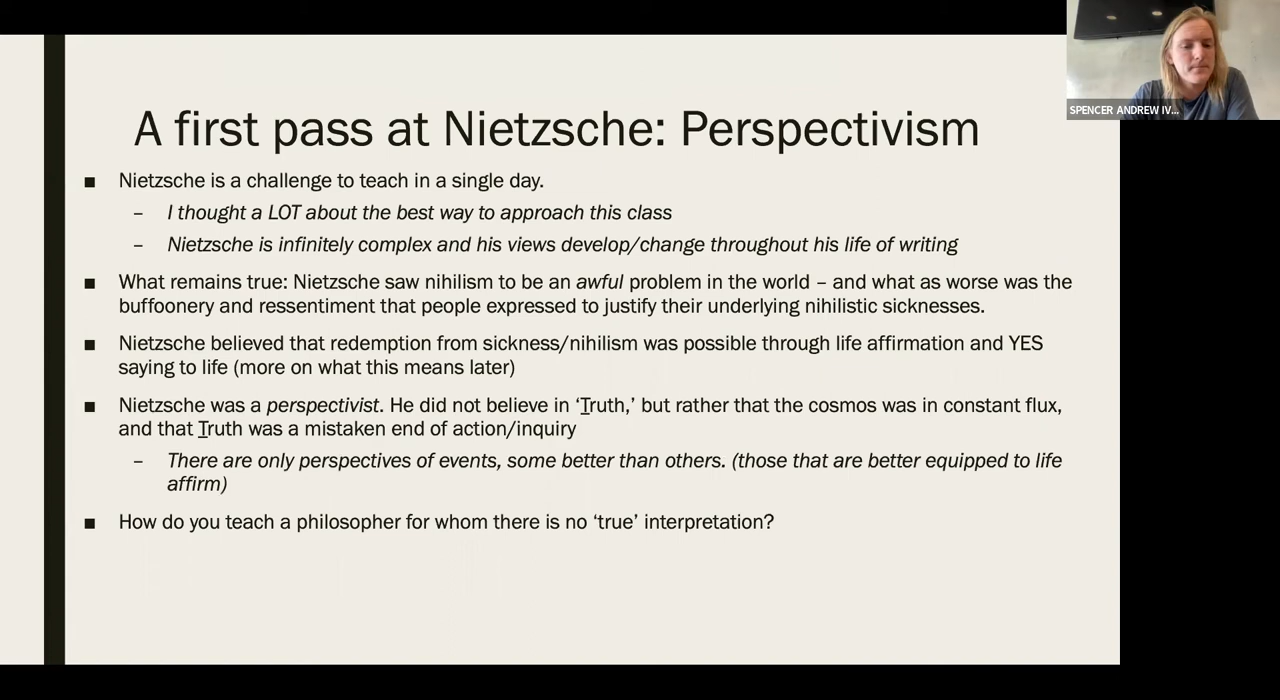 A first pass at Nietzsche: Perspectivism
SPENCER ANDREW IV...
■ Nietzsche is a challenge to teach in a single day.
– I thought a LOT about the best way to approach this class
– Nietzsche is infinitely complex and his views develop/change throughout his life of writing
■ What remains true: Nietzsche saw nihilism to be an awful problem in the world – and what as worse was the
buffoonery and ressentiment that people expressed to justify their underlying nihilistic sicknesses.
■ Nietzsche believed that redemption from sickness/nihilism was possible through life affirmation and YES
saying to life (more on what this means later)
■ Nietzsche was a perspectivist. He did not believe in ‘Truth,’ but rather that the cosmos was in constant flux,
and that Truth was a mistaken end of action/inquiry
– There are only perspectives of events, some better than others. (those that are better equipped to life
affirm)
■ How do you teach a philosopher for whom there is no ‘true’ interpretation?